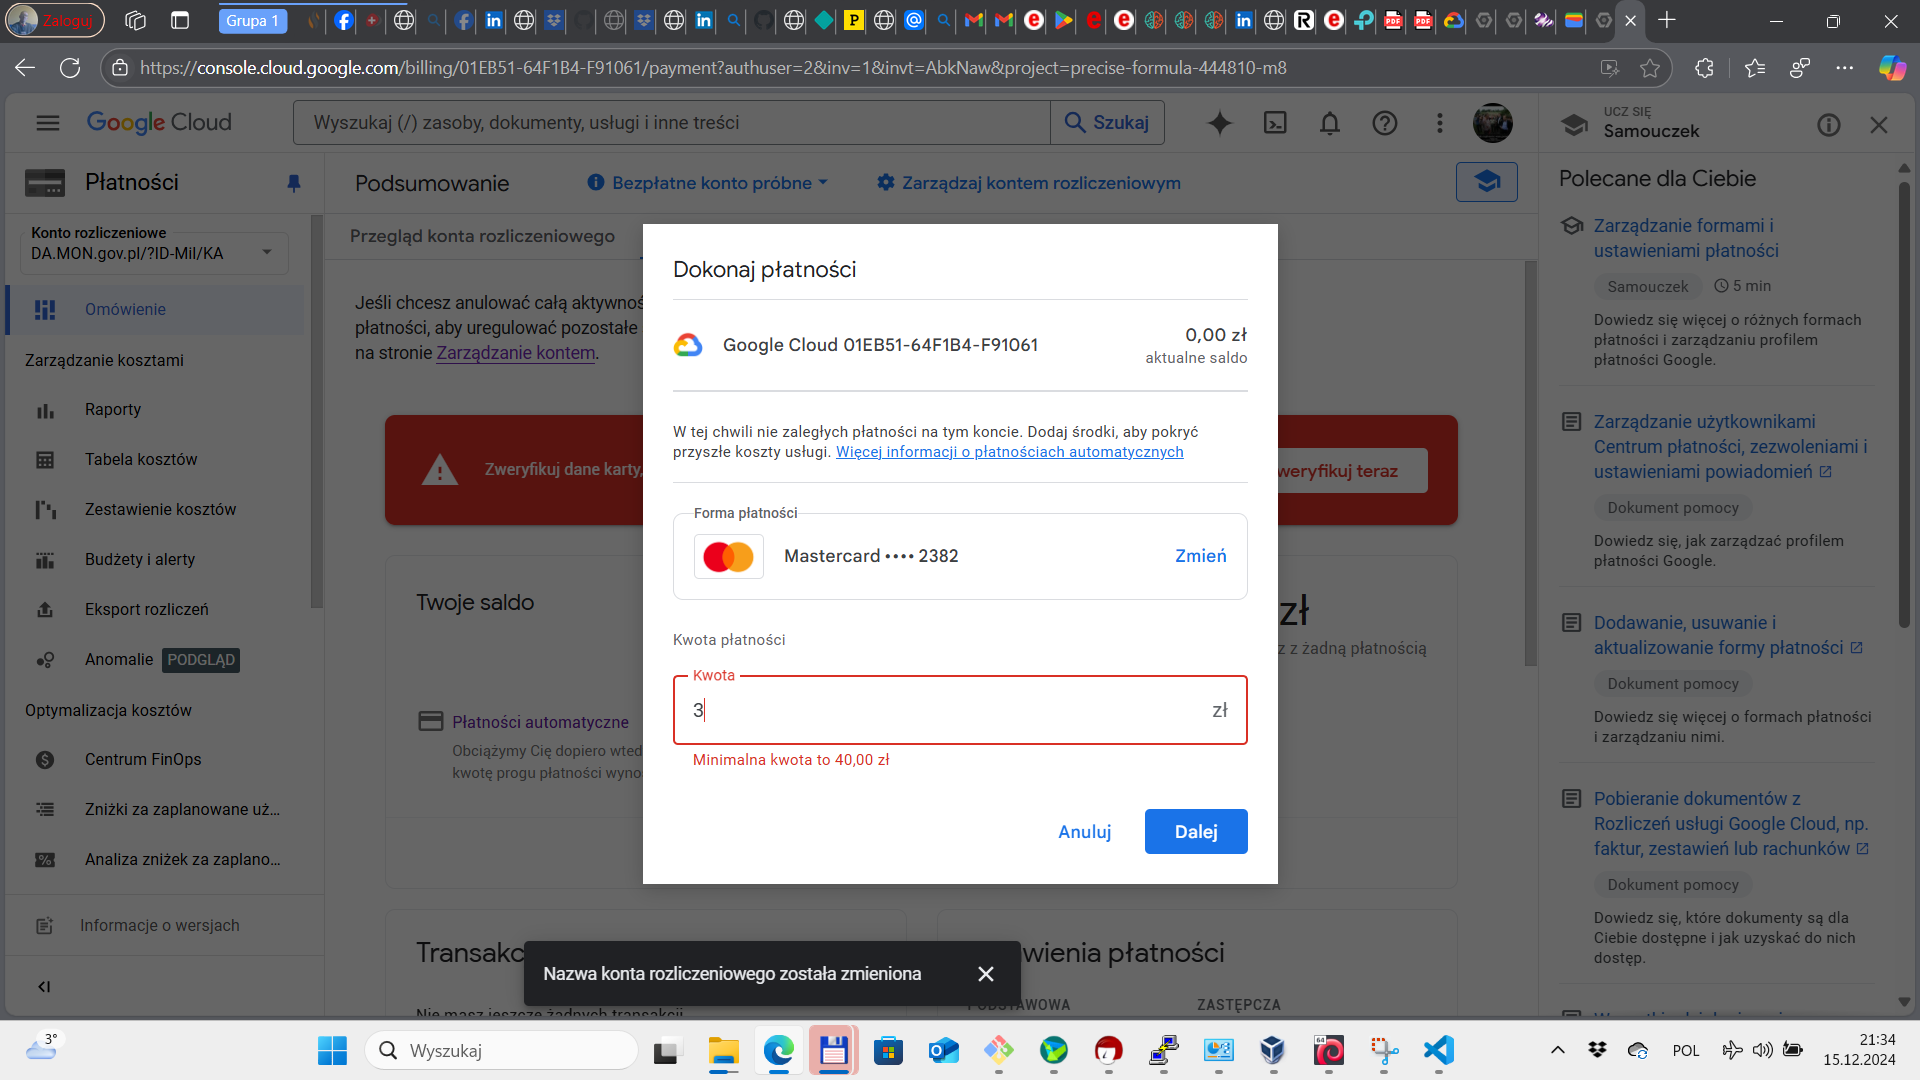 Zaloguj
Grupa 1
https://console.cloud.google.com/billing/01EB51-64F1B4-F91061/payment?authuser=2&inv=1&invt=AbkNaw&project=precise-formula-444810-m8
Google Cloud
Wyszukaj (/) zasoby, dokumenty, usługi i inne treści
Szukaj
UCZ SIĘ
Samouczek
Płatności
Podsumowanie
Bezpłatne konto próbne
Zarządzaj kontem rozliczeniowym
Konto rozliczeniowe
DA.MON.gov.pl/?ID-Mil/KA
Omówienie
Zarządzanie kosztami
Raporty
Tabela kosztów
Zestawienie kosztów
Budżety i alerty
Eksport rozliczeń
Anomalie PODGLĄD
Optymalizacja kosztów
Centrum FinOps
Zniżki za zaplanowane uż...
Analiza zniżek za zaplano...
Informacje o wersjach
Przegląd konta rozliczeniowego
Jeśli chcesz anulować całą aktywnoś
płatności, aby uregulować pozostałe
na stronie Zarządzanie kontem.
Zweryfikuj dane karty,
weryfikuj teraz
Twoje saldo
zł
z z żadną płatnością
Płatności automatyczne
Obciążymy Cię dopiero wted
kwotę progu płatności wyno
Transakc
wienia płatności
Nie masz jeszcze żadnych transakcji
PODSTAWOWA
ZASTĘPCZA
Dokonaj płatności
Google Cloud 01EB51-64F1B4-F91061
0,00 zł
aktualne saldo
W tej chwili nie zaległych płatności na tym koncie. Dodaj środki, aby pokryć
przyszłe koszty usługi. Więcej informacji o płatnościach automatycznych
Forma płatności
Mastercard •••• 2382
Zmień
Kwota płatności
Kwota
3
zł
Minimalna kwota to 40,00 zł
Anuluj
Dalej
Nazwa konta rozliczeniowego została zmieniona
Polecane dla Ciebie
Zarządzanie formami i
ustawieniami płatności
Samouczek
5 min
Dowiedz się więcej o różnych formach
płatności i zarządzaniu profilem
płatności Google.
Zarządzanie użytkownikami
Centrum płatności, zezwoleniami i
ustawieniami powiadomień
Dokument pomocy
Dowiedz się, jak zarządzać profilem
płatności Google.
Dodawanie, usuwanie i
aktualizowanie formy płatności
Dokument pomocy
Dowiedz się więcej o formach płatności
i zarządzaniu nimi.
Pobieranie dokumentów z
Rozliczeń usługi Google Cloud, np.
faktur, zestawień lub rachunków
Dokument pomocy
Dowiedz się, które dokumenty są dla
Ciebie dostępne i jak uzyskać do nich
dostęp.
3°
Wyszukaj
POL
21:34
15.12.2024